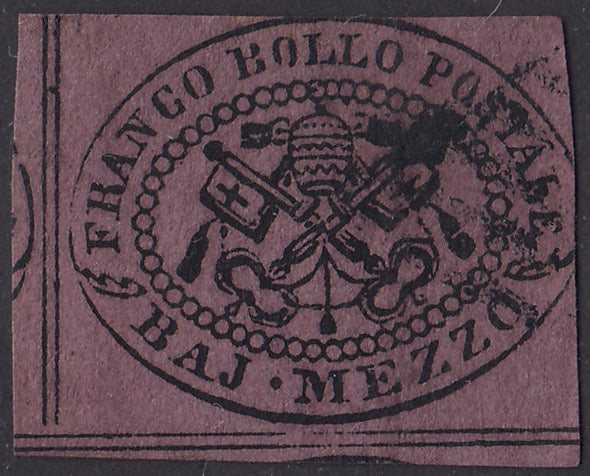 FRANCO BOLLO POSTALE
BAJ · MEZZO